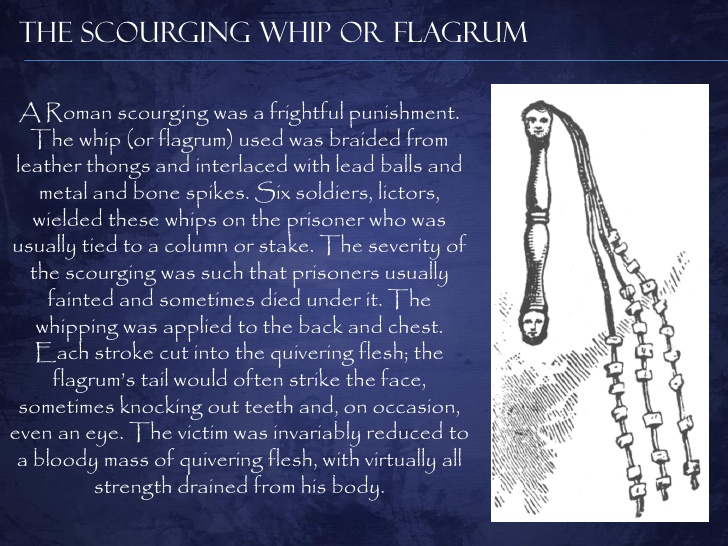 THE SCOURGING WHIP OR FLAGRUM
A Roman scourging was a frightful punishment.
The whip (or flagrum) used was braided from
leather thongs and interlaced with lead balls and
metal and bone spikes. Six soldiers, lictors,
wielded these whips on the prisoner who was
usually tied to a column or stake. The severity of
the scourging was such that prisoners usually
fainted and sometimes died under it. The
whipping was applied to the back and chest.
Each stroke cut into the quivering flesh; the
flagrum's tail would often strike the face,
sometimes knocking out teeth and, on occasion,
even an eye. The victim was invariably reduced to
a bloody mass of quivering flesh, with virtually all
strength drained from his body.